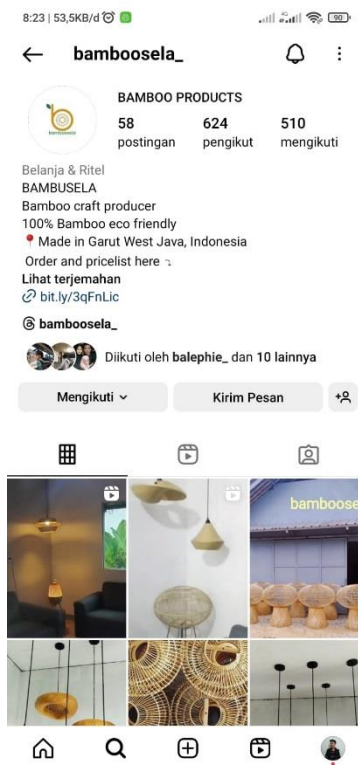 8:23 | 53,5KB/d
4G
90
bamboosela_
bamboosela
BAMBOO PRODUCTS
58 624 510
postingan pengikut mengikuti
Belanja & Ritel
BAMBUSELA
Bamboo craft producer
100% Bamboo eco friendly
📍 Made in Garut West Java, Indonesia
Order and pricelist here ⤵
Lihat terjemahan
bit.ly/3qFnLic
bamboosela_
Diikuti oleh balephie_ dan 10 lainnya
Mengikuti Kirim Pesan
bamboose